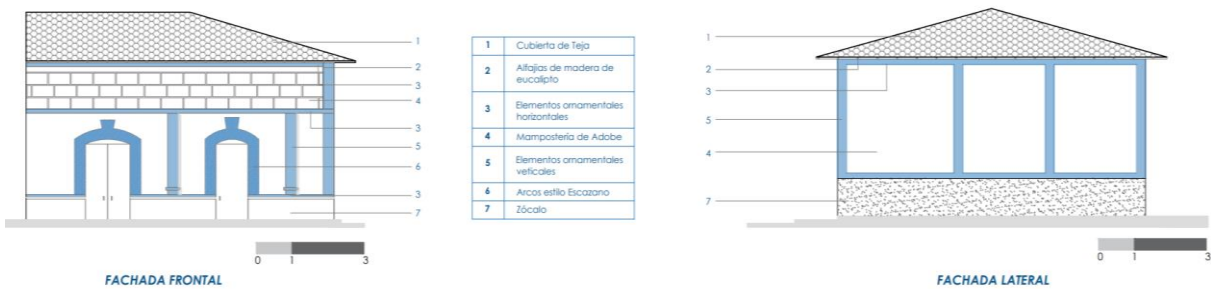 1
2
3
4
3
5
6
3
7
0 1 3
FACHADA FRONTAL
1 Cubierta de Teja
2 Alfajías de madera de
eucalipto
3 Elementos ornamentales
horizontales
4 Mampostería de Adobe
5 Elementos ornamentales
veticales
6 Arcos estilo Escazano
7 Zócalo
1
2
3
5
4
7
0 1 3
FACHADA LATERAL